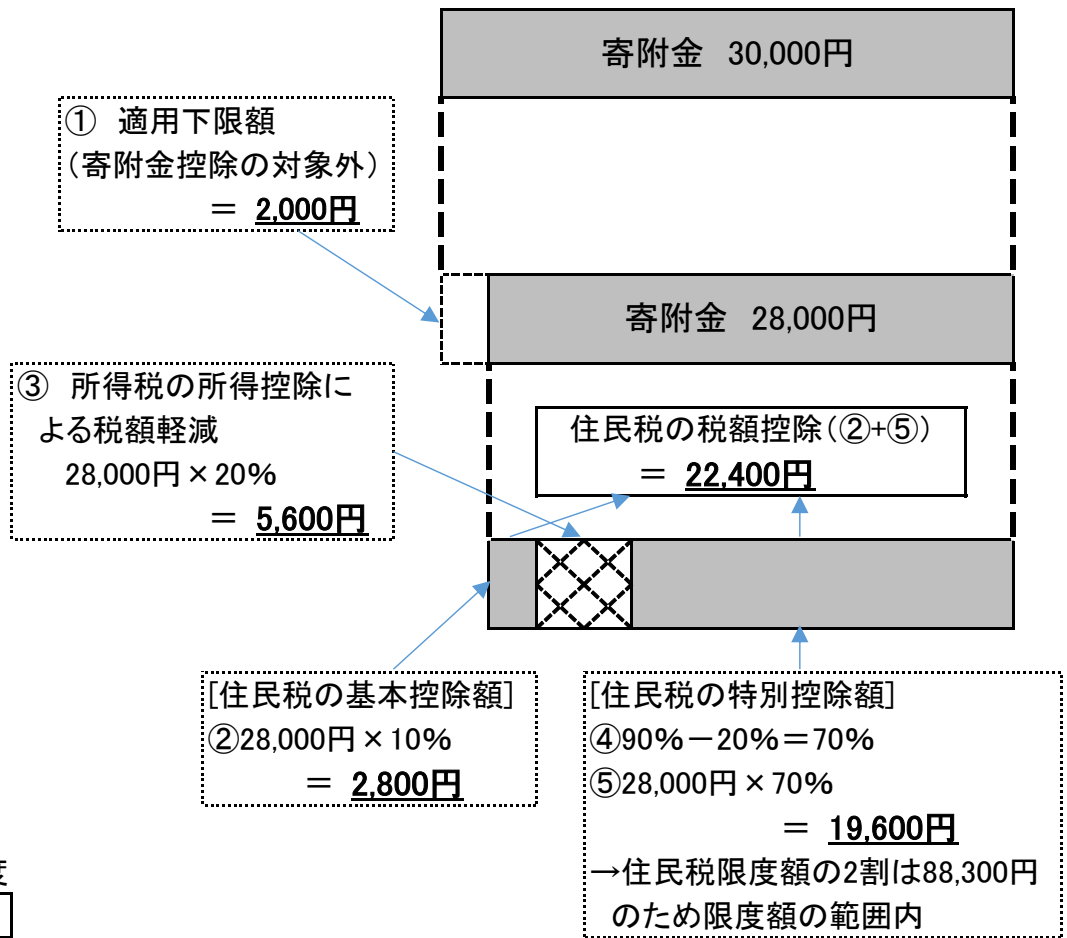 寄附金　30,000円
①　適用下限額
（寄附金控除の対象外）
＝　2,000円
寄附金　28,000円
③　所得税の所得控除に
よる税額軽減
28,000円×20%
＝　5,600円
住民税の税額控除（②+⑤）
＝　22,400円
[住民税の基本控除額]
②28,000円×10%
＝　2,800円
[住民税の特別控除額]
④90%－20%＝70%
⑤28,000円×70%
＝　19,600円
→住民税限度額の2割は88,300円
のため限度額の範囲内